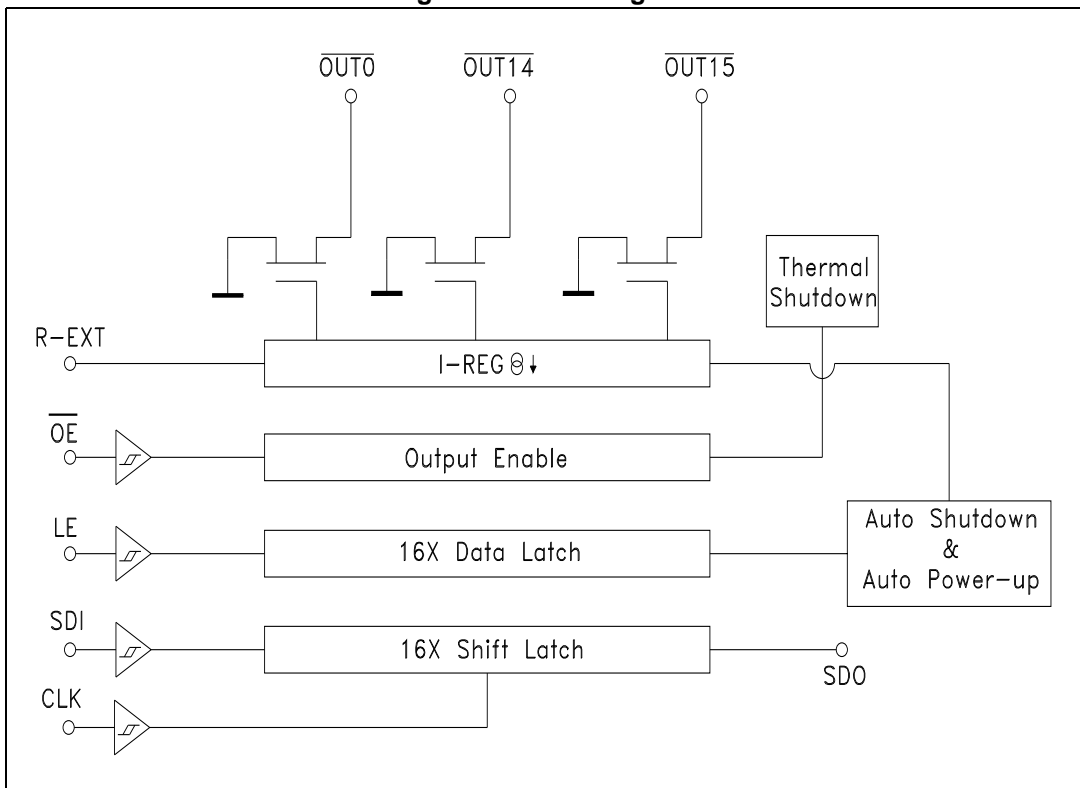 OUT0 OUT14 OUT15
Thermal
Shutdown
R-EXT
I-REG
OE
Output Enable
LE
16X Data Latch
Auto Shutdown
&
Auto Power-up
SDI
16X Shift Latch
SDO
CLK